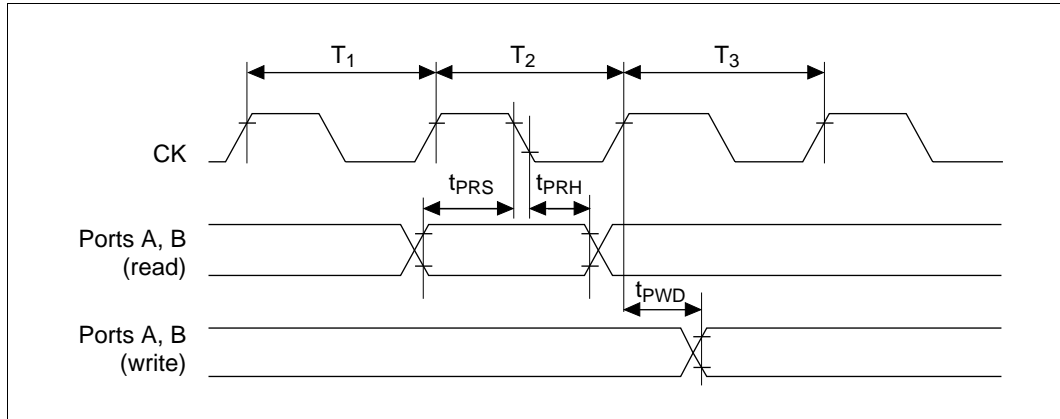 T1 T2 T3
CK
tPRS tPRH
Ports A, B
(read)
tPWD
Ports A, B
(write)